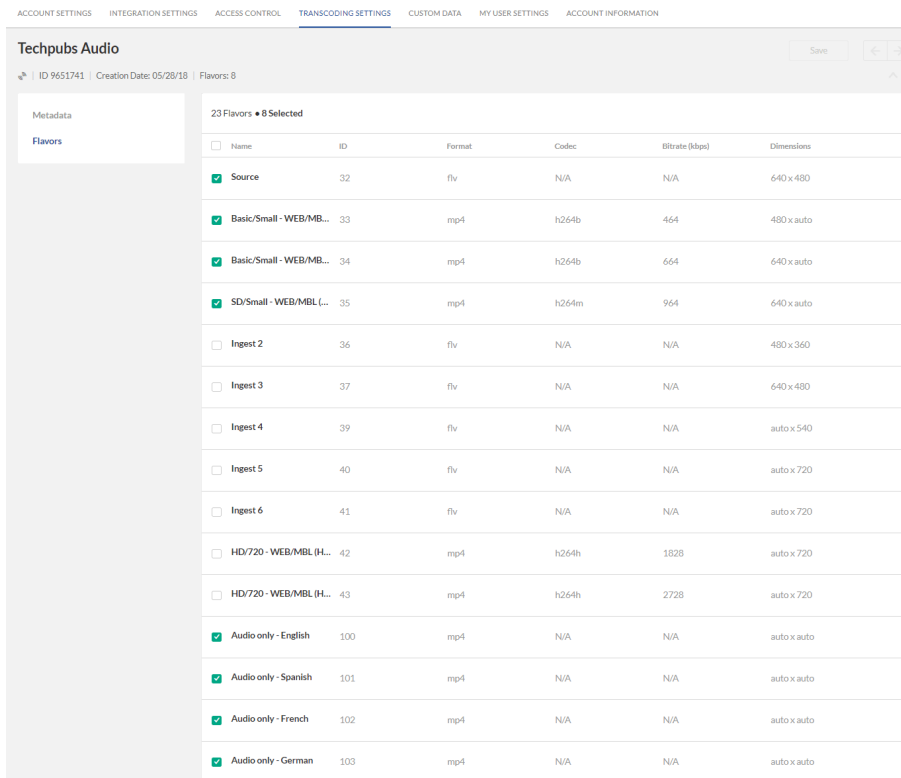 ACCOUNT SETTINGS INTEGRATION SETTINGS ACCESS CONTROL TRANSCODING SETTINGS CUSTOM DATA MY USER SETTINGS ACCOUNT INFORMATION
Techpubs Audio Save
ID 9651741 | Creation Date: 05/28/18 | Flavors: 8
Metadata
Flavors
23 Flavors • 8 Selected
Name ID Format Codec Bitrate (kbps) Dimensions
Source 32 flv N/A N/A 640 x 480
Basic/Small - WEB/MB... 33 mp4 h264b 464 480 x auto
Basic/Small - WEB/MB... 34 mp4 h264b 664 640 x auto
SD/Small - WEB/MBL (... 35 mp4 h264m 964 640 x auto
Ingest 2 36 flv N/A N/A 480 x 360
Ingest 3 37 flv N/A N/A 640 x 480
Ingest 4 39 flv N/A N/A auto x 540
Ingest 5 40 flv N/A N/A auto x 720
Ingest 6 41 flv N/A N/A auto x 720
HD/720 - WEB/MBL (H... 42 mp4 h264h 1828 auto x 720
HD/720 - WEB/MBL (H... 43 mp4 h264h 2728 auto x 720
Audio only - English 100 mp4 N/A N/A auto x auto
Audio only - Spanish 101 mp4 N/A N/A auto x auto
Audio only - French 102 mp4 N/A N/A auto x auto
Audio only - German 103 mp4 N/A N/A auto x auto